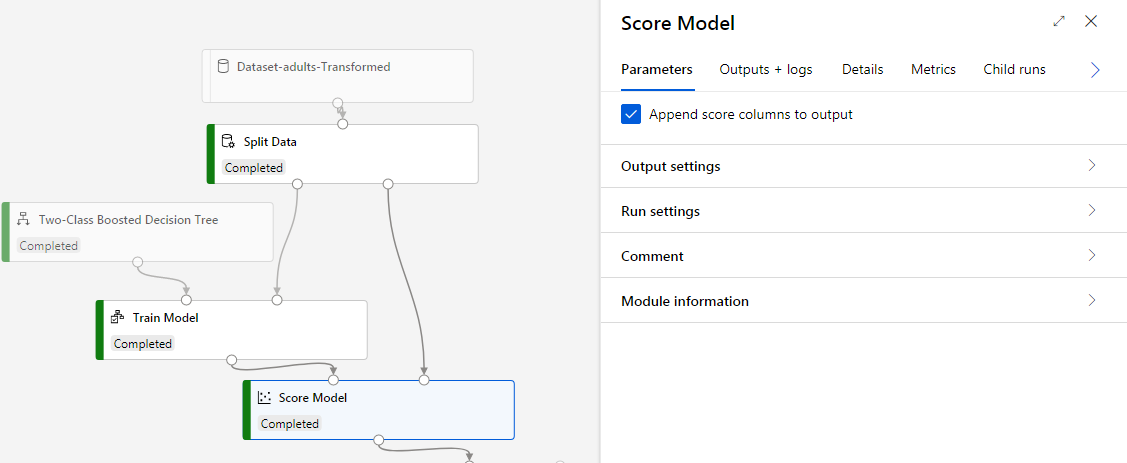 Dataset-adults-Transformed
Split Data
Completed
Two-Class Boosted Decision Tree
Completed
Train Model
Completed
Score Model
Completed
Score Model
Parameters Outputs + logs Details Metrics Child runs
Append score columns to output
Output settings
Run settings
Comment
Module information